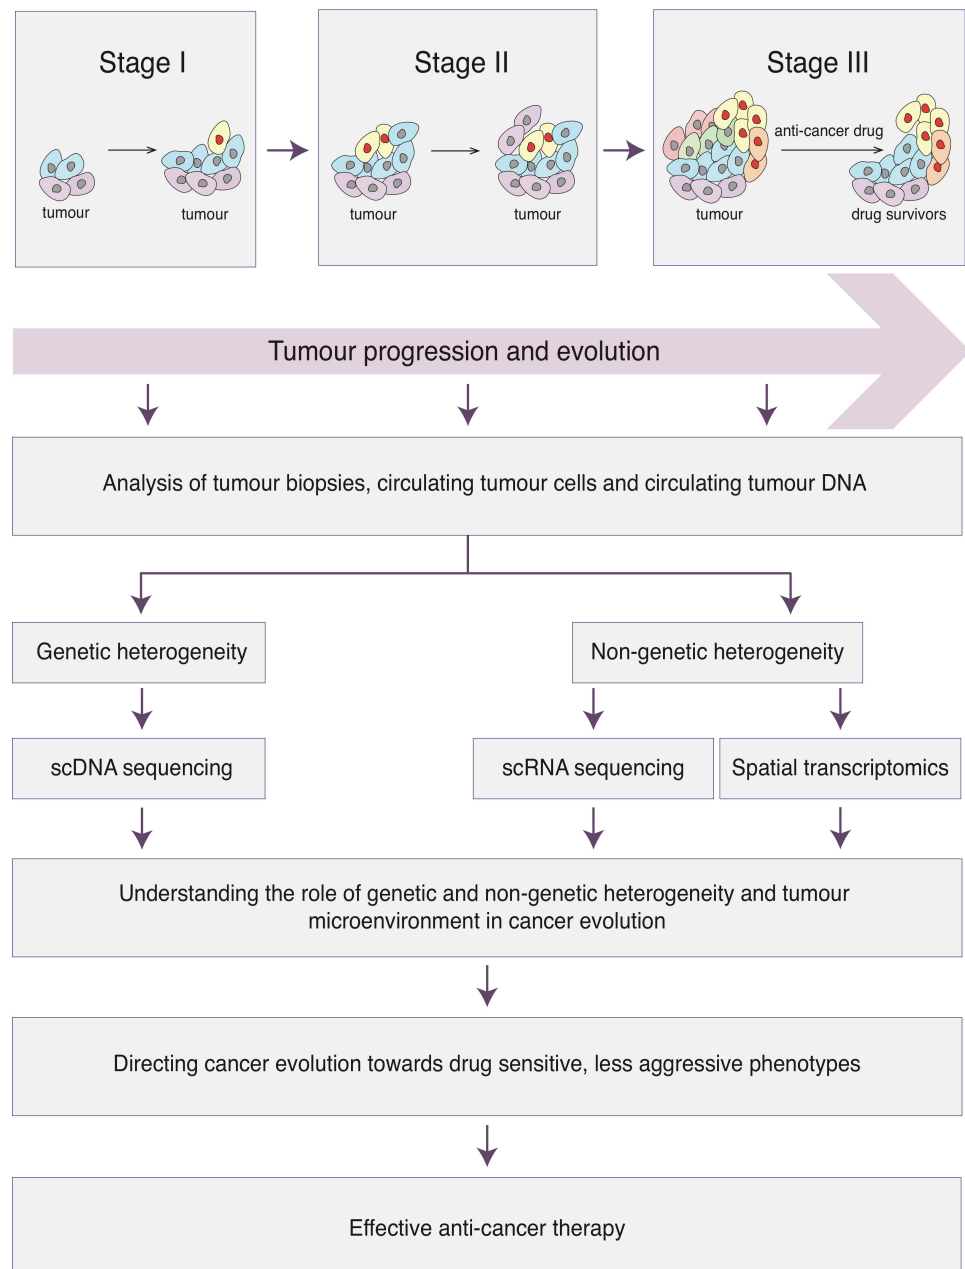 Stage I
Stage II
Stage III
tumour
tumour
tumour
tumour
tumour
anti-cancer drug
drug survivors
Tumour progression and evolution
Analysis of tumour biopsies, circulating tumour cells and circulating tumour DNA
Genetic heterogeneity
Non-genetic heterogeneity
scDNA sequencing
scRNA sequencing
Spatial transcriptomics
Understanding the role of genetic and non-genetic heterogeneity and tumour
microenvironment in cancer evolution
Directing cancer evolution towards drug sensitive, less aggressive phenotypes
Effective anti-cancer therapy